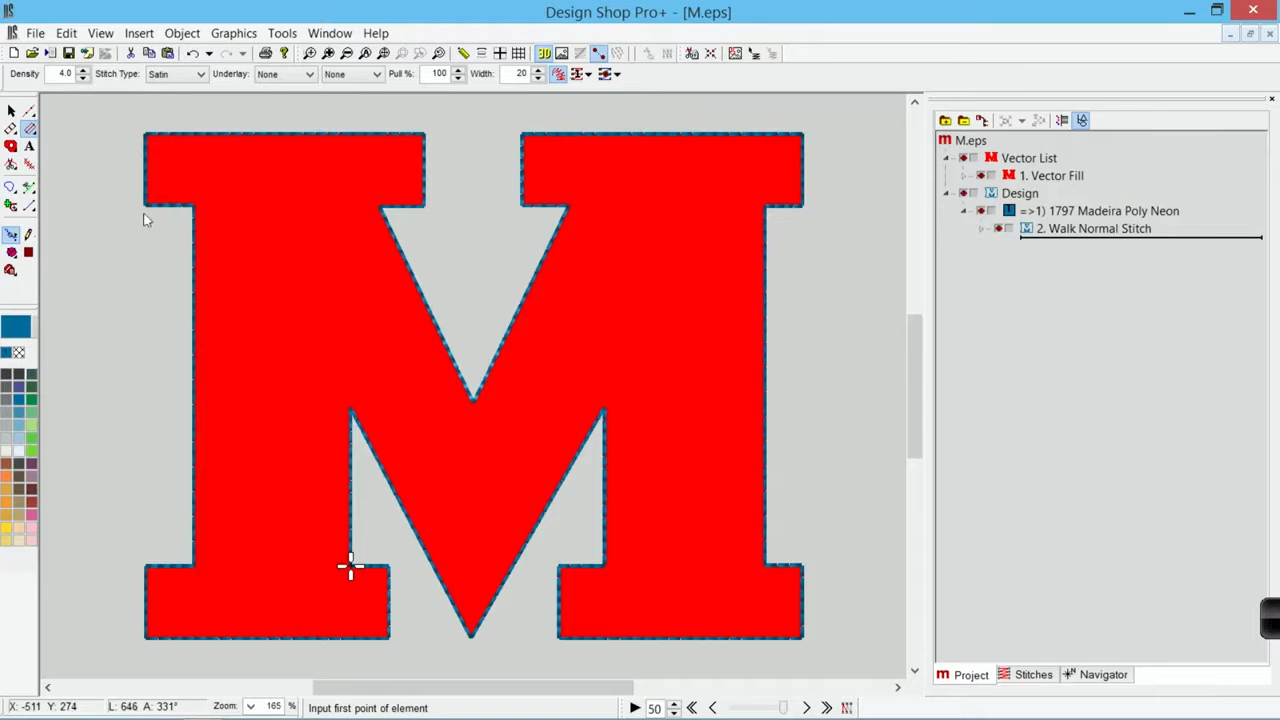 Design Shop Pro+ - [M.eps]
File Edit View Insert Object Graphics Tools Window Help
3D
Density 4.0 Stitch Type: Satin Underlay: None None Pull %: 100 Width: 20
A
M
M.eps
Vector List
1. Vector Fill
Design
=>1) 1797 Madeira Poly Neon
2. Walk Normal Stitch
Project Stitches Navigator
X: -511 Y: 274 L: 646 A: 331° Zoom: 165 % Input first point of element 50